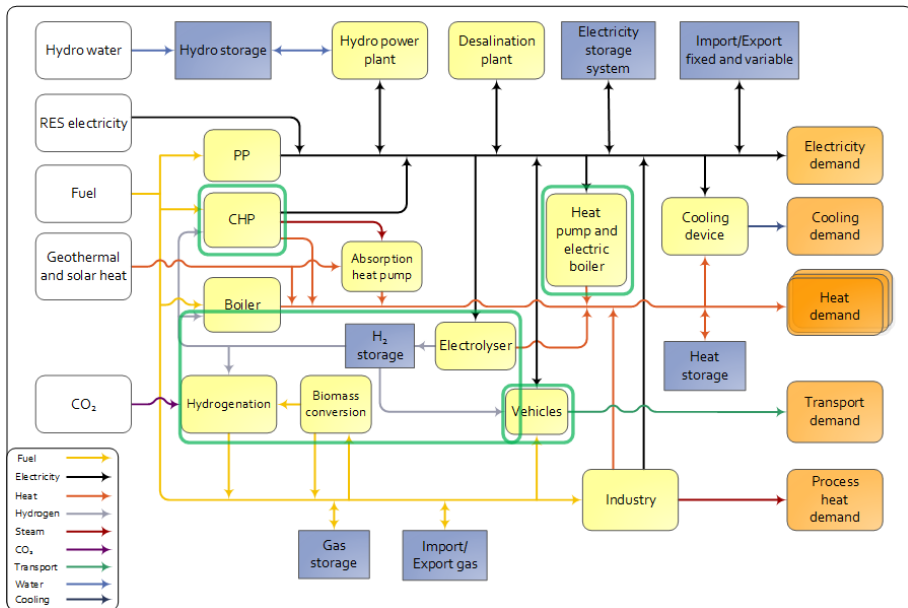 Hydro water
Hydro storage
Hydro power
plant
Desalination
plant
Electricity
storage
system
Import/Export
fixed and variable
RES electricity
PP
Electricity
demand
Fuel
CHP
Heat
pump and
electric
boiler
Cooling
device
Cooling
demand
Geothermal
and solar heat
Absorption
heat pump
Boiler
Heat
demand
H₂
storage
Electrolyser
Heat
storage
CO₂
Hydrogenation
Biomass
conversion
Vehicles
Transport
demand
Fuel
Electricity
Heat
Hydrogen
Steam
CO₂
Transport
Water
Cooling
Industry
Process
heat
demand
Gas
storage
Import/
Export gas